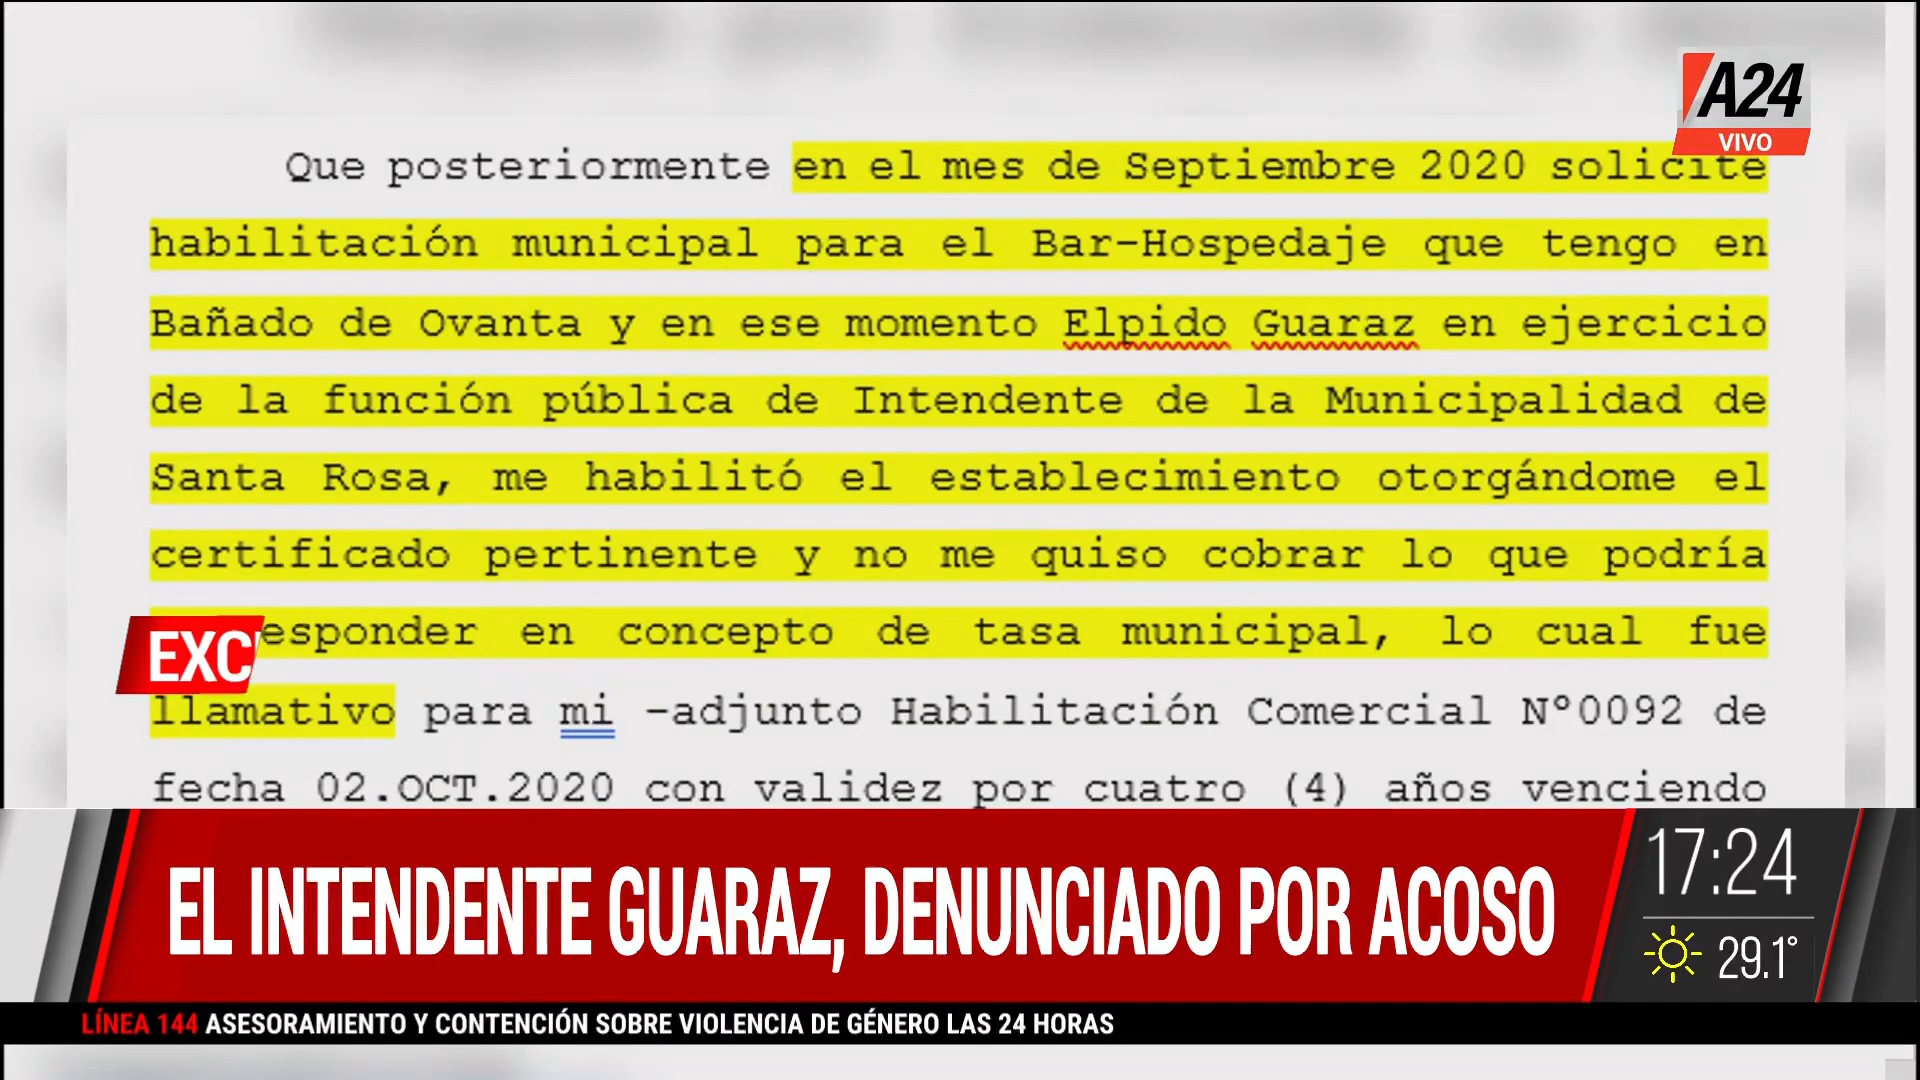 A24
VIVO
Que posteriormente en el mes de Septiembre 2020 solicite
habilitación municipal para el Bar-Hospedaje que tengo en
Bañado de Ovanta y en ese momento Elpido Guaraz en ejercicio
de la función pública de Intendente de la Municipalidad de
Santa Rosa, me habilitó el establecimiento otorgándome el
certificado pertinente y no me quiso cobrar lo que podría
esponder en concepto de tasa municipal, lo cual fue
EXC
llamativo para mi -adjunto Habilitación Comercial N°0092 de
fecha 02.OCT.2020 con validez por cuatro (4) años venciendo
EL INTENDENTE GUARAZ, DENUNCIADO POR ACOSO
17:24
29.1°
LÍNEA 144 ASESORAMIENTO Y CONTENCIÓN SOBRE VIOLENCIA DE GÉNERO LAS 24 HORAS